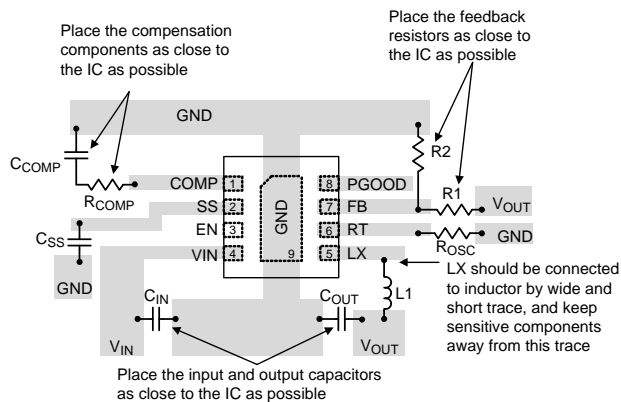 Place the compensation
components as close to
the IC as possible
Place the feedback
resistors as close to
the IC as possible
GND
CCOMP
RCOMP
R2
R1
VOUT
COMP 1
8 PGOOD
SS 2
7 FB
EN 3
6 RT
VIN 4
5 LX
GND
9
ROSC
GND
CSS
GND
LX should be connected
to inductor by wide and
short trace, and keep
sensitive components
away from this trace
CIN
COUT
L1
VIN
VOUT
Place the input and output capacitors
as close to the IC as possible